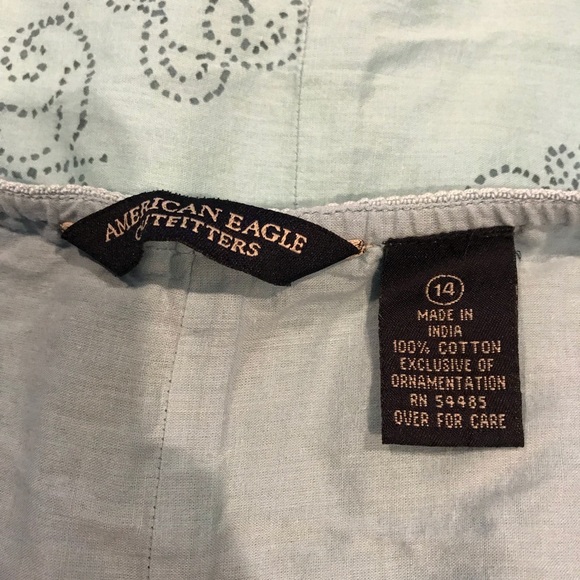 AMERICAN EAGLE
OUTFITTERS
14
MADE IN
INDIA
100% COTTON
EXCLUSIVE OF
ORNAMENTATION
RN 54485
OVER FOR CARE